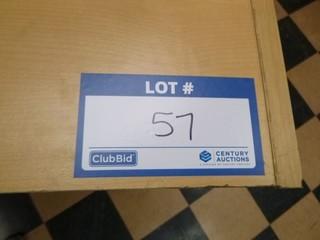 LOT #
57
ClubBid
CENTURY
AUCTIONS